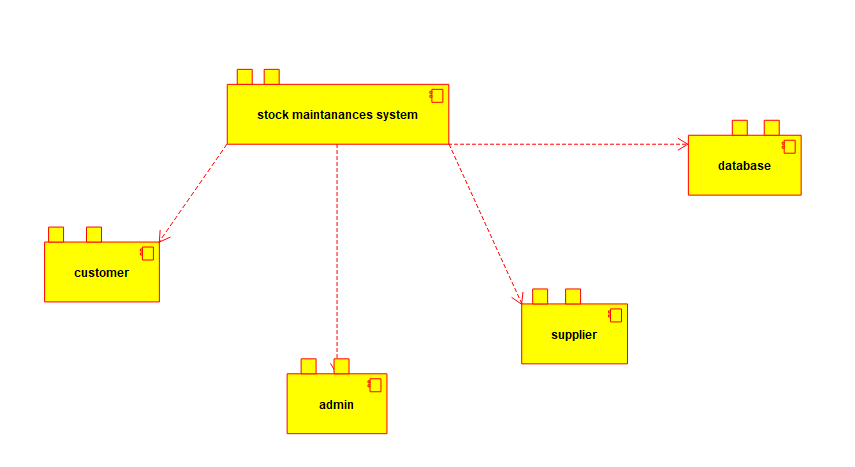 stock maintanances system
database
customer
supplier
admin